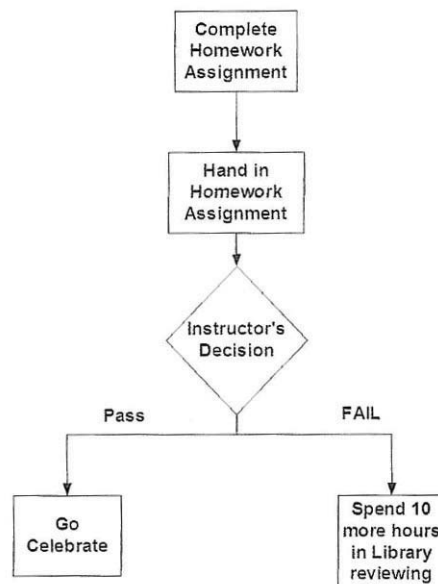 Complete
Homework
Assignment
Hand in
Homework
Assignment
Instructor's
Decision
Pass
FAIL
Go
Celebrate
Spend 10
more hours
in Library
reviewing